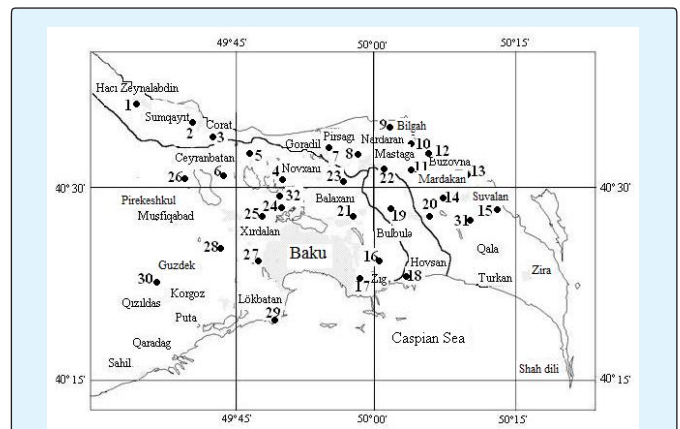 49°45' 50°00' 50°15'
Hacı Zeynalabdin
1
Sumqayıt
2
Corat
3
9 Bilgah
Pirsagı
Nardaran
10
12
Goradil
7
8
Mastaga
11
Buzovna
5
Ceyranbatan
6
4
Novxanı
23
22
Mardakan
13
26
40°30' 40°30'
Pirekeshkul
32
Balaxanı
14
Suvalan
Muşfiqabad
25
24
21
19
20
31
15
Xırdalan
Bulbulə
28
27
Baku
16
Hovsan
Qala
Guzdek
30
17
Zıg
18
Turkan
Zira
Qızıldas
Korgoz
Lökbatan
Puta
29
Qaradag
Caspian Sea
Sahil
Shah dili
40°15' 40°15'
49°45' 50°00' 50°15'